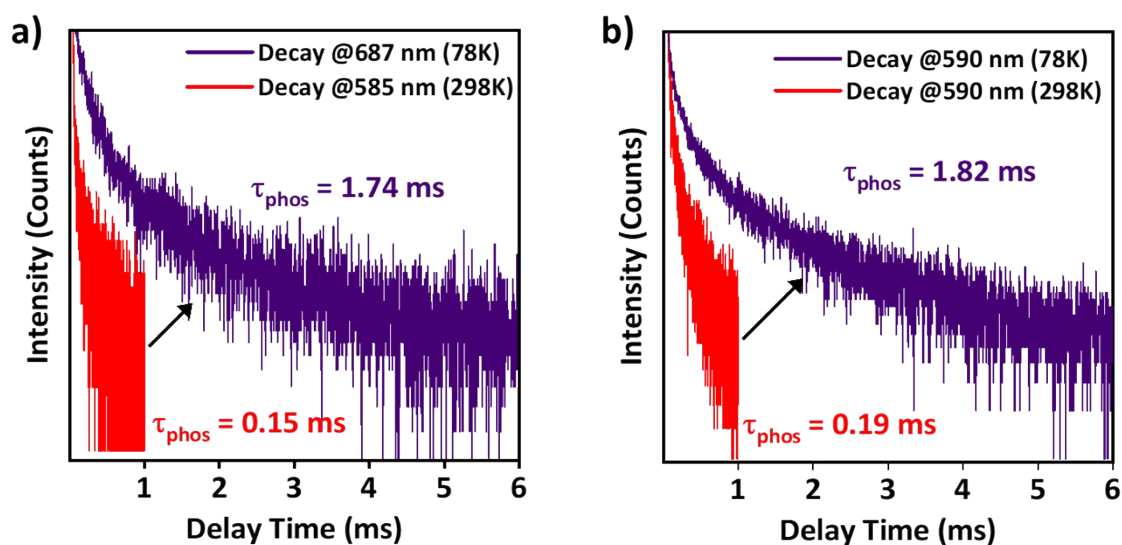 a)
Decay @687 nm (78K)
Decay @585 nm (298K)
τphos = 1.74 ms
τphos = 0.15 ms
Intensity (Counts)
1 2 3 4 5 6
Delay Time (ms)
b)
Decay @590 nm (78K)
Decay @590 nm (298K)
τphos = 1.82 ms
τphos = 0.19 ms
Intensity (Counts)
1 2 3 4 5 6
Delay Time (ms)